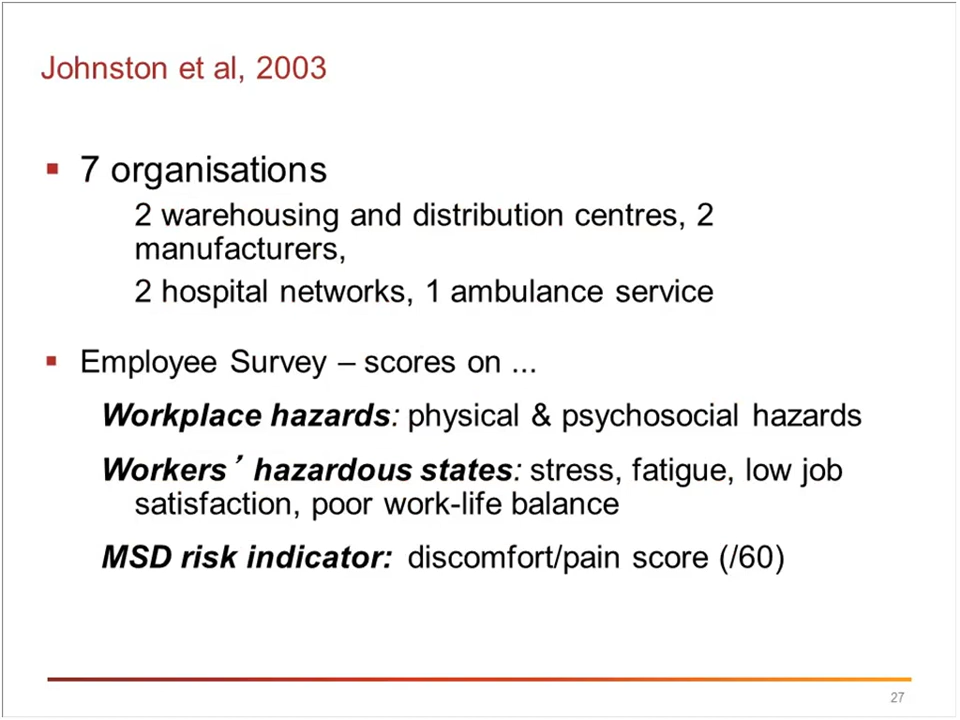 Johnston et al, 2003
▪ 7 organisations
2 warehousing and distribution centres, 2
manufacturers,
2 hospital networks, 1 ambulance service
▪ Employee Survey – scores on ...
Workplace hazards: physical & psychosocial hazards
Workers’ hazardous states: stress, fatigue, low job
satisfaction, poor work-life balance
MSD risk indicator: discomfort/pain score (/60)
27